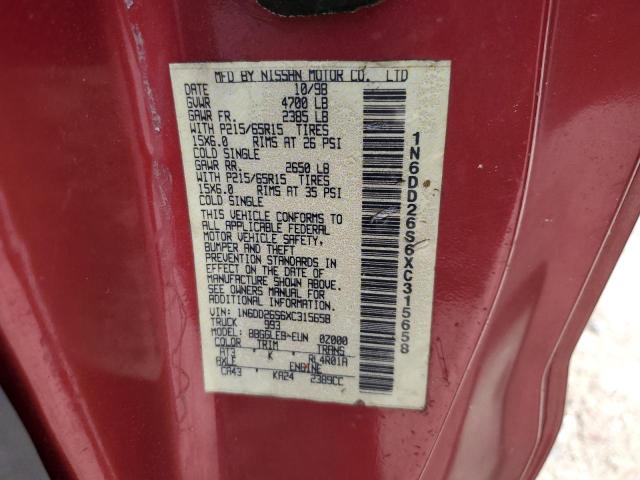 MFD BY NISSAN MOTOR CO., LTD
DATE 10/98
GVWR 4700 LB
GAWR FR. 2385 LB
WITH P215/65R15 TIRES
15X6.0 RIMS AT 26 PSI
COLD SINGLE
GAWR RR. 2650 LB
WITH P215/65R15 TIRES
15X6.0 RIMS AT 35 PSI
COLD SINGLE
THIS VEHICLE CONFORMS TO
ALL APPLICABLE FEDERAL
MOTOR VEHICLE SAFETY,
BUMPER AND THEFT
PREVENTION STANDARDS IN
EFFECT ON THE DATE OF
MANUFACTURE SHOWN ABOVE.
SEE OWNERS MANUAL FOR
ADDITIONAL INFORMATION.
VIN: 1N6DD26S6XC315658
TRUCK 993
MODEL: BBGGLEB-EUN 0Z000
COLOR TRIM TRANS
AT3 K RL4R01A
AXLE ENGINE
CA43 KA24 2389CC
1N6DD26S6XC315658